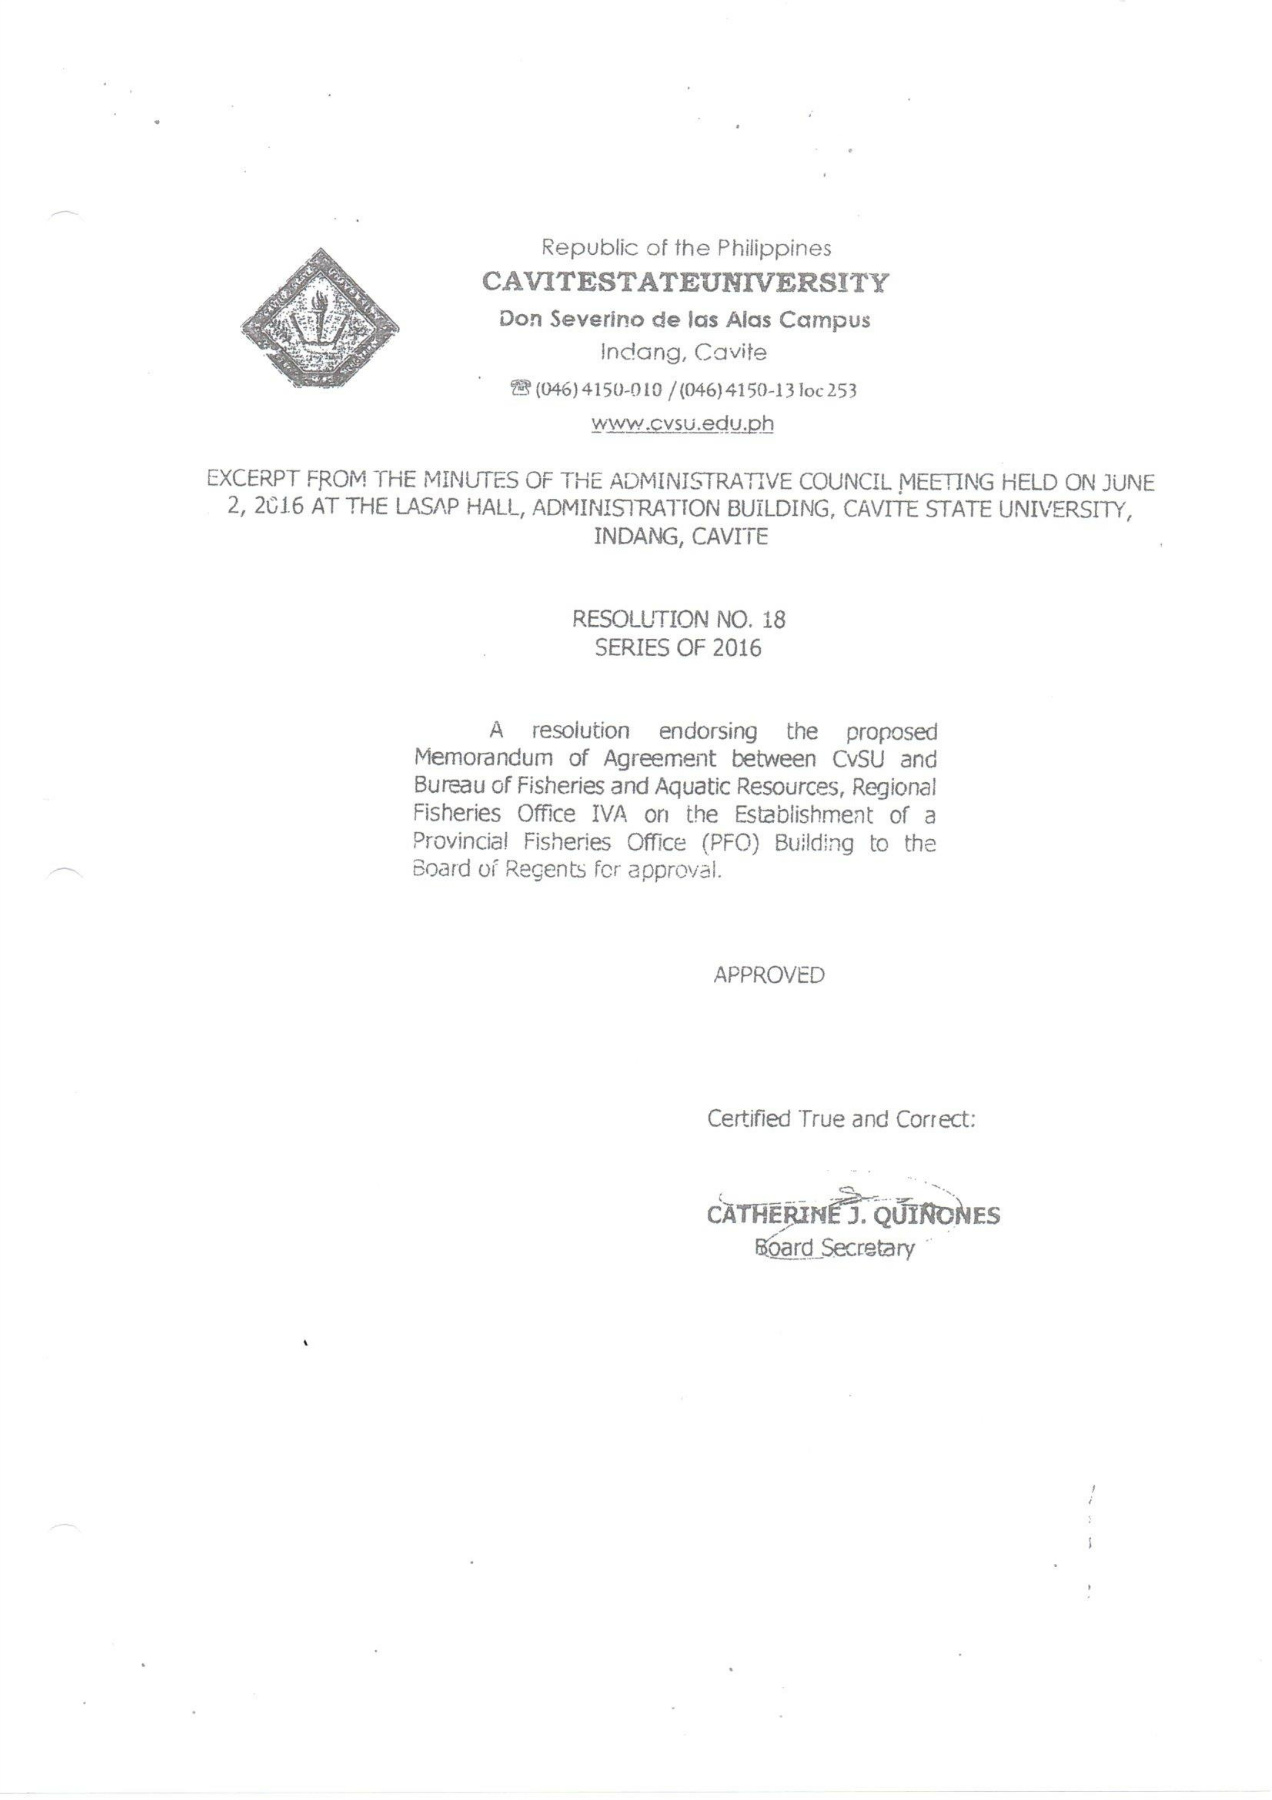 Republic of the Philippines
CAVITESTATEUNIVERSITY
Don Severino de las Alas Campus
Indang, Cavite
☏ (046) 4150-010 / (046) 4150-13 loc 253
www.cvsu.edu.ph
EXCERPT FROM THE MINUTES OF THE ADMINISTRATIVE COUNCIL MEETING HELD ON JUNE
2, 2016 AT THE LASAP HALL, ADMINISTRATION BUILDING, CAVITE STATE UNIVERSITY,
INDANG, CAVITE
RESOLUTION NO. 18
SERIES OF 2016
A resolution endorsing the proposed
Memorandum of Agreement between CvSU and
Bureau of Fisheries and Aquatic Resources, Regional
Fisheries Office IVA on the Establishment of a
Provincial Fisheries Office (PFO) Building to the
Board of Regents for approval.
APPROVED
Certified True and Correct:
CATHERINE J. QUIÑONES
Board Secretary